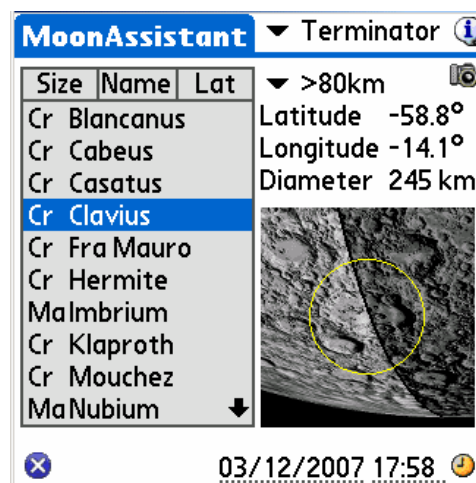 MoonAssistant Terminator
Size Name Lat
Cr Blancanus
Cr Cabeus
Cr Casatus
Cr Clavius
Cr Fra Mauro
Cr Hermite
Ma Imbrium
Cr Klaproth
Cr Mouchez
Ma Nubium
>80km
Latitude -58.8°
Longitude -14.1°
Diameter 245 km
03/12/2007 17:58